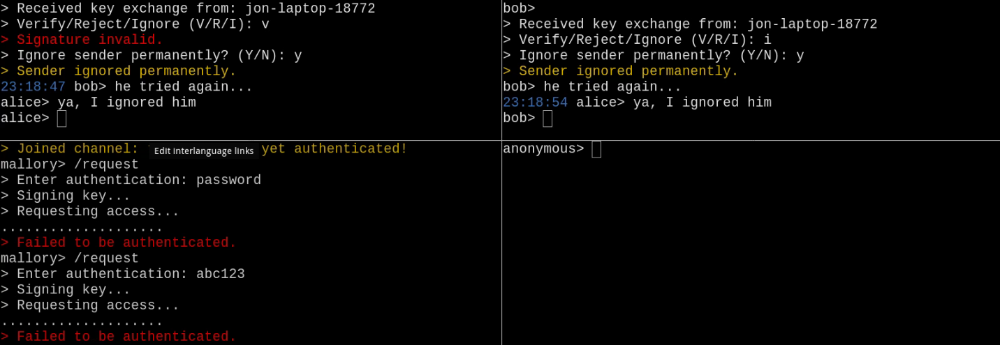 > Received key exchange from: jon-laptop-18772
> Verify/Reject/Ignore (V/R/I): v
> Signature invalid.
> Ignore sender permanently? (Y/N): y
> Sender ignored permanently.
23:18:47 bob> he tried again...
alice> ya, I ignored him
alice>
bob>
> Received key exchange from: jon-laptop-18772
> Verify/Reject/Ignore (V/R/I): i
> Ignore sender permanently? (Y/N): y
> Sender ignored permanently.
bob> he tried again...
23:18:54 alice> ya, I ignored him
bob>
> Joined channel: yet authenticated!
Edit interlanguage links
mallory> /request
> Enter authentication: password
> Signing key...
> Requesting access...
....................
> Failed to be authenticated.
mallory> /request
> Enter authentication: abc123
> Signing key...
> Requesting access...
....................
> Failed to be authenticated.
anonymous>